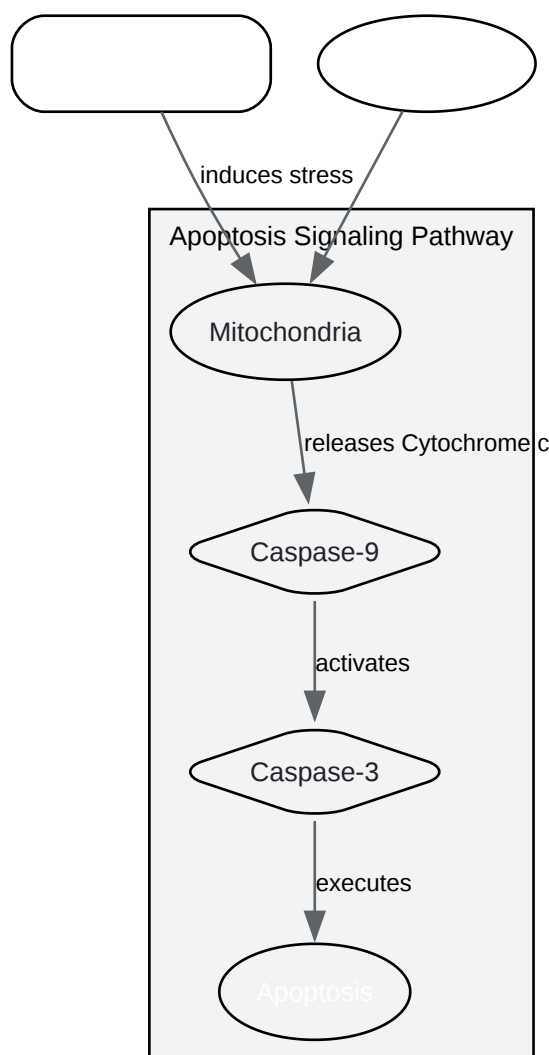 induces stress
Apoptosis Signaling Pathway
Mitochondria
releases Cytochrome c
Caspase-9
activates
Caspase-3
executes
Apoptosis